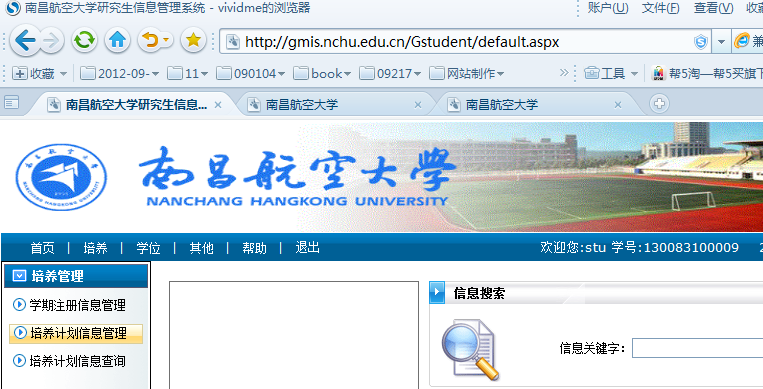 南昌航空大学研究生信息管理系统 - vividme的浏览器
账户(U) 文件(F) 查看(V) 收藏
http://gmis.nchu.edu.cn/Gstudent/default.aspx
收藏 2012-09- 11 090104 book 09217 网站制作 » 工具 帮5淘—帮5买旗下
南昌航空大学研究生信息... 南昌航空大学 南昌航空大学
南昌航空大学
NANCHANG HANGKONG UNIVERSITY
首页 | 培养 | 学位 | 其他 | 帮助 | 退出 欢迎您:stu 学号:130083100009 2
培养管理
信息搜索
学期注册信息管理
培养计划信息管理
信息关键字:
培养计划信息查询